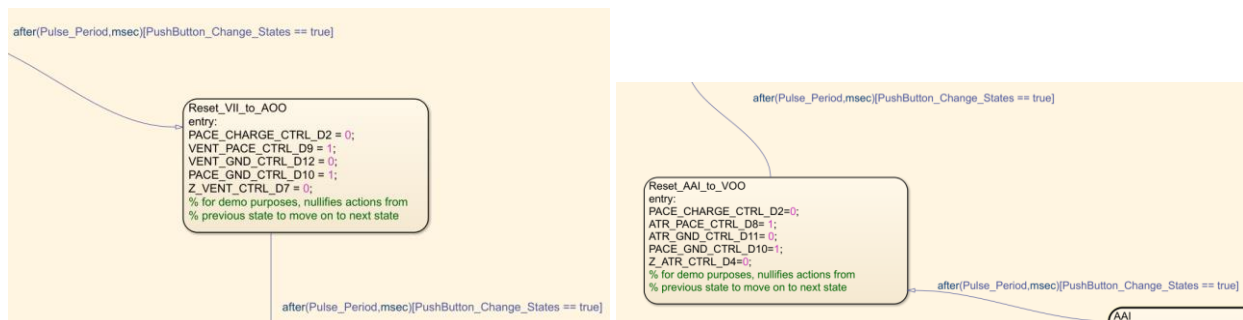 after(Pulse_Period,msec)[PushButton_Change_States == true]
Reset_VII_to_AOO
entry:
PACE_CHARGE_CTRL_D2 = 0;
VENT_PACE_CTRL_D9 = 1;
VENT_GND_CTRL_D12 = 0;
PACE_GND_CTRL_D10 = 1;
Z_VENT_CTRL_D7 = 0;
% for demo purposes, nullifies actions from
% previous state to move on to next state
after(Pulse_Period,msec)[PushButton_Change_States == true]
after(Pulse_Period,msec)[PushButton_Change_States == true]
Reset_AAI_to_VOO
entry:
PACE_CHARGE_CTRL_D2=0;
ATR_PACE_CTRL_D8= 1;
ATR_GND_CTRL_D11= 0;
PACE_GND_CTRL_D10=1;
Z_ATR_CTRL_D4=0;
% for demo purposes, nullifies actions from
% previous state to move on to next state
after(Pulse_Period,msec)[PushButton_Change_States == true]
AAI